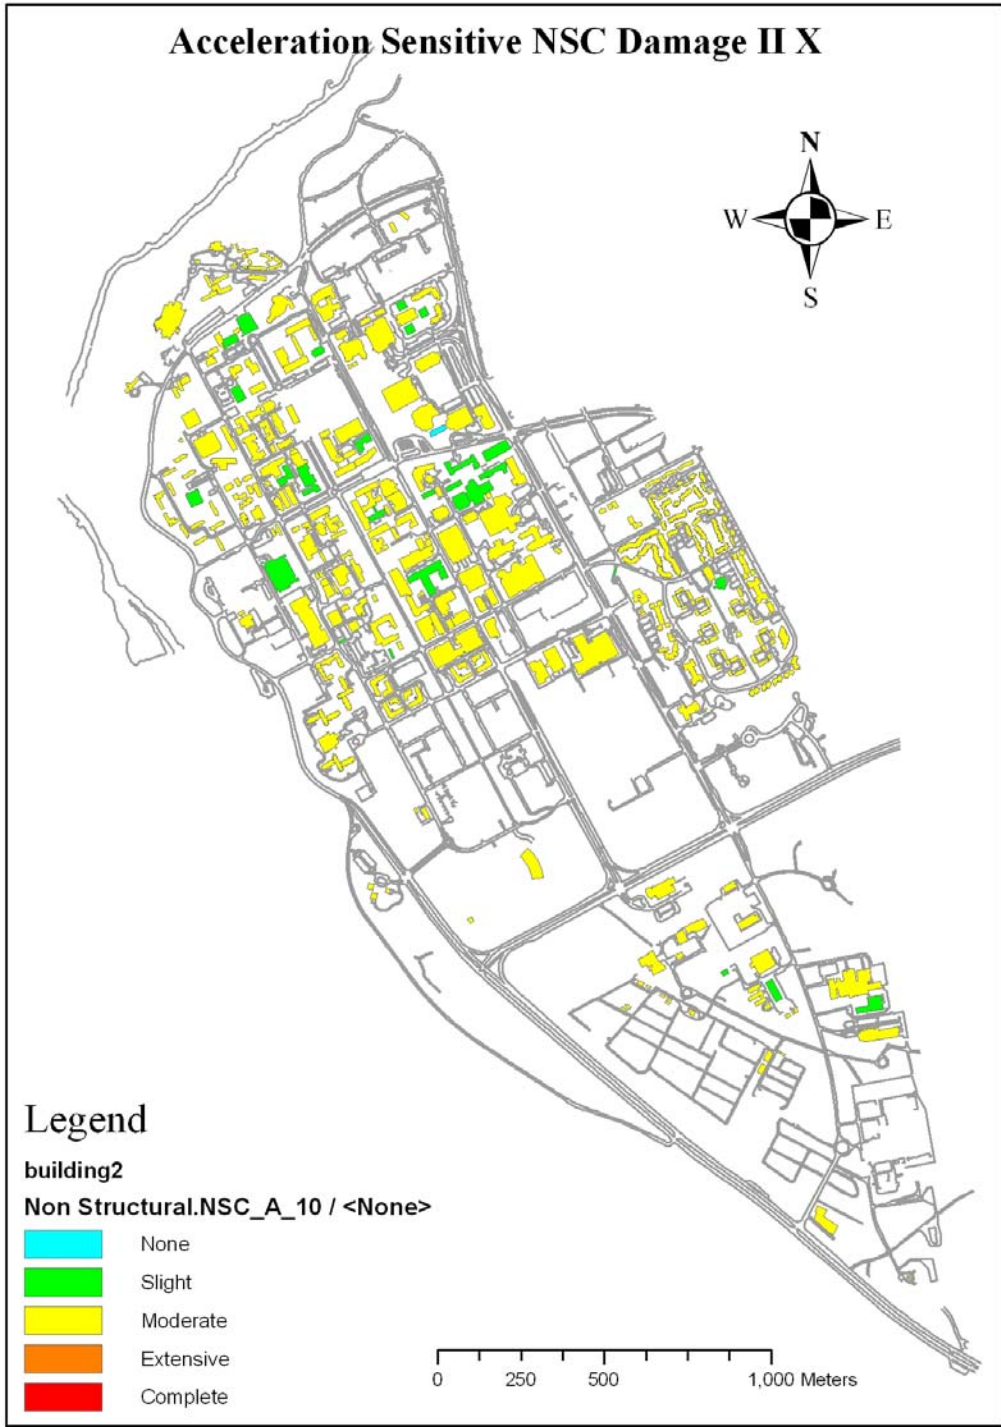 Acceleration Sensitive NSC Damage II X
N
W E
S
Legend
building2
Non Structural.NSC_A_10 / <None>
None
Slight
Moderate
Extensive
Complete
0 250 500 1,000 Meters